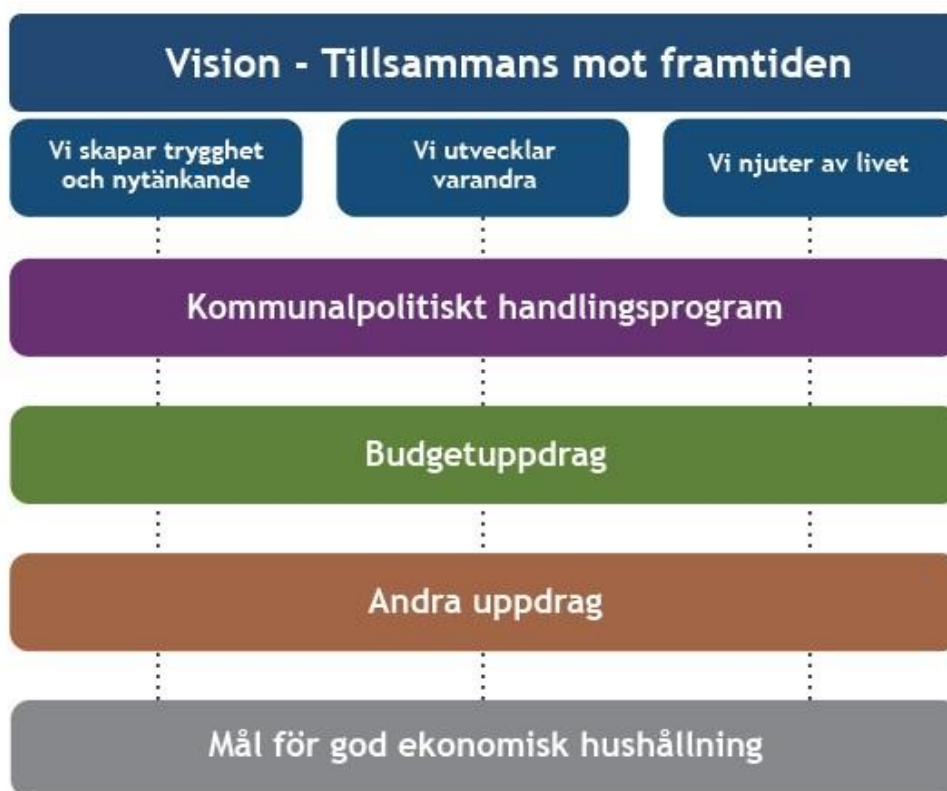 Vision - Tillsammans mot framtiden
Vi skapar trygghet
och nytänkande
Vi utvecklar
varandra
Vi njuter av livet
Kommunalpolitiskt handlingsprogram
Budgetuppdrag
Andra uppdrag
Mål för god ekonomisk hushållning